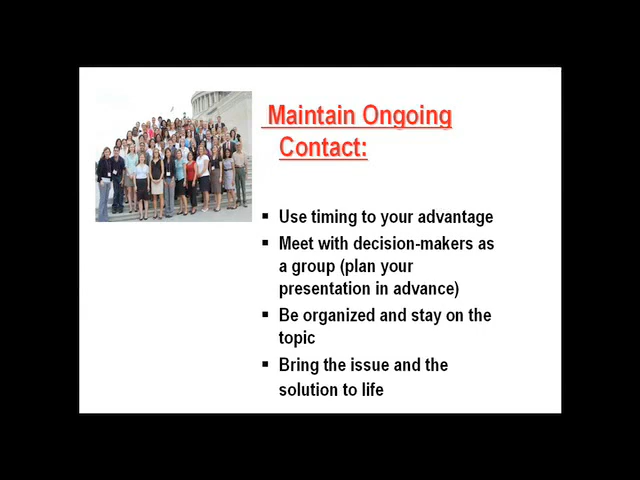 Maintain Ongoing
Contact:
▪ Use timing to your advantage
▪ Meet with decision-makers as
a group (plan your
presentation in advance)
▪ Be organized and stay on the
topic
▪ Bring the issue and the
solution to life